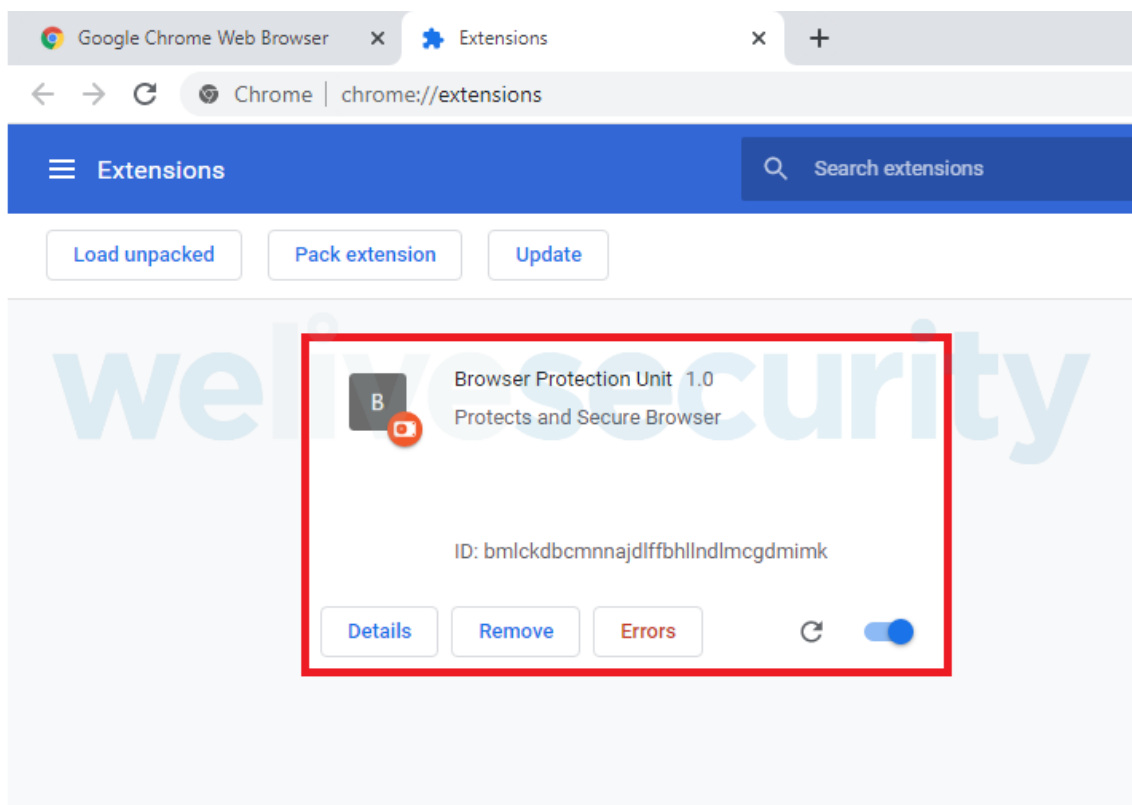 Google Chrome Web Browser
Extensions
Chrome | chrome://extensions
Extensions
Search extensions
Load unpacked
Pack extension
Update
welivesecurity
B
Browser Protection Unit 1.0
Protects and Secure Browser
ID: bmlckdbcmnnajdlffbhllndlmcgdmimk
Details
Remove
Errors